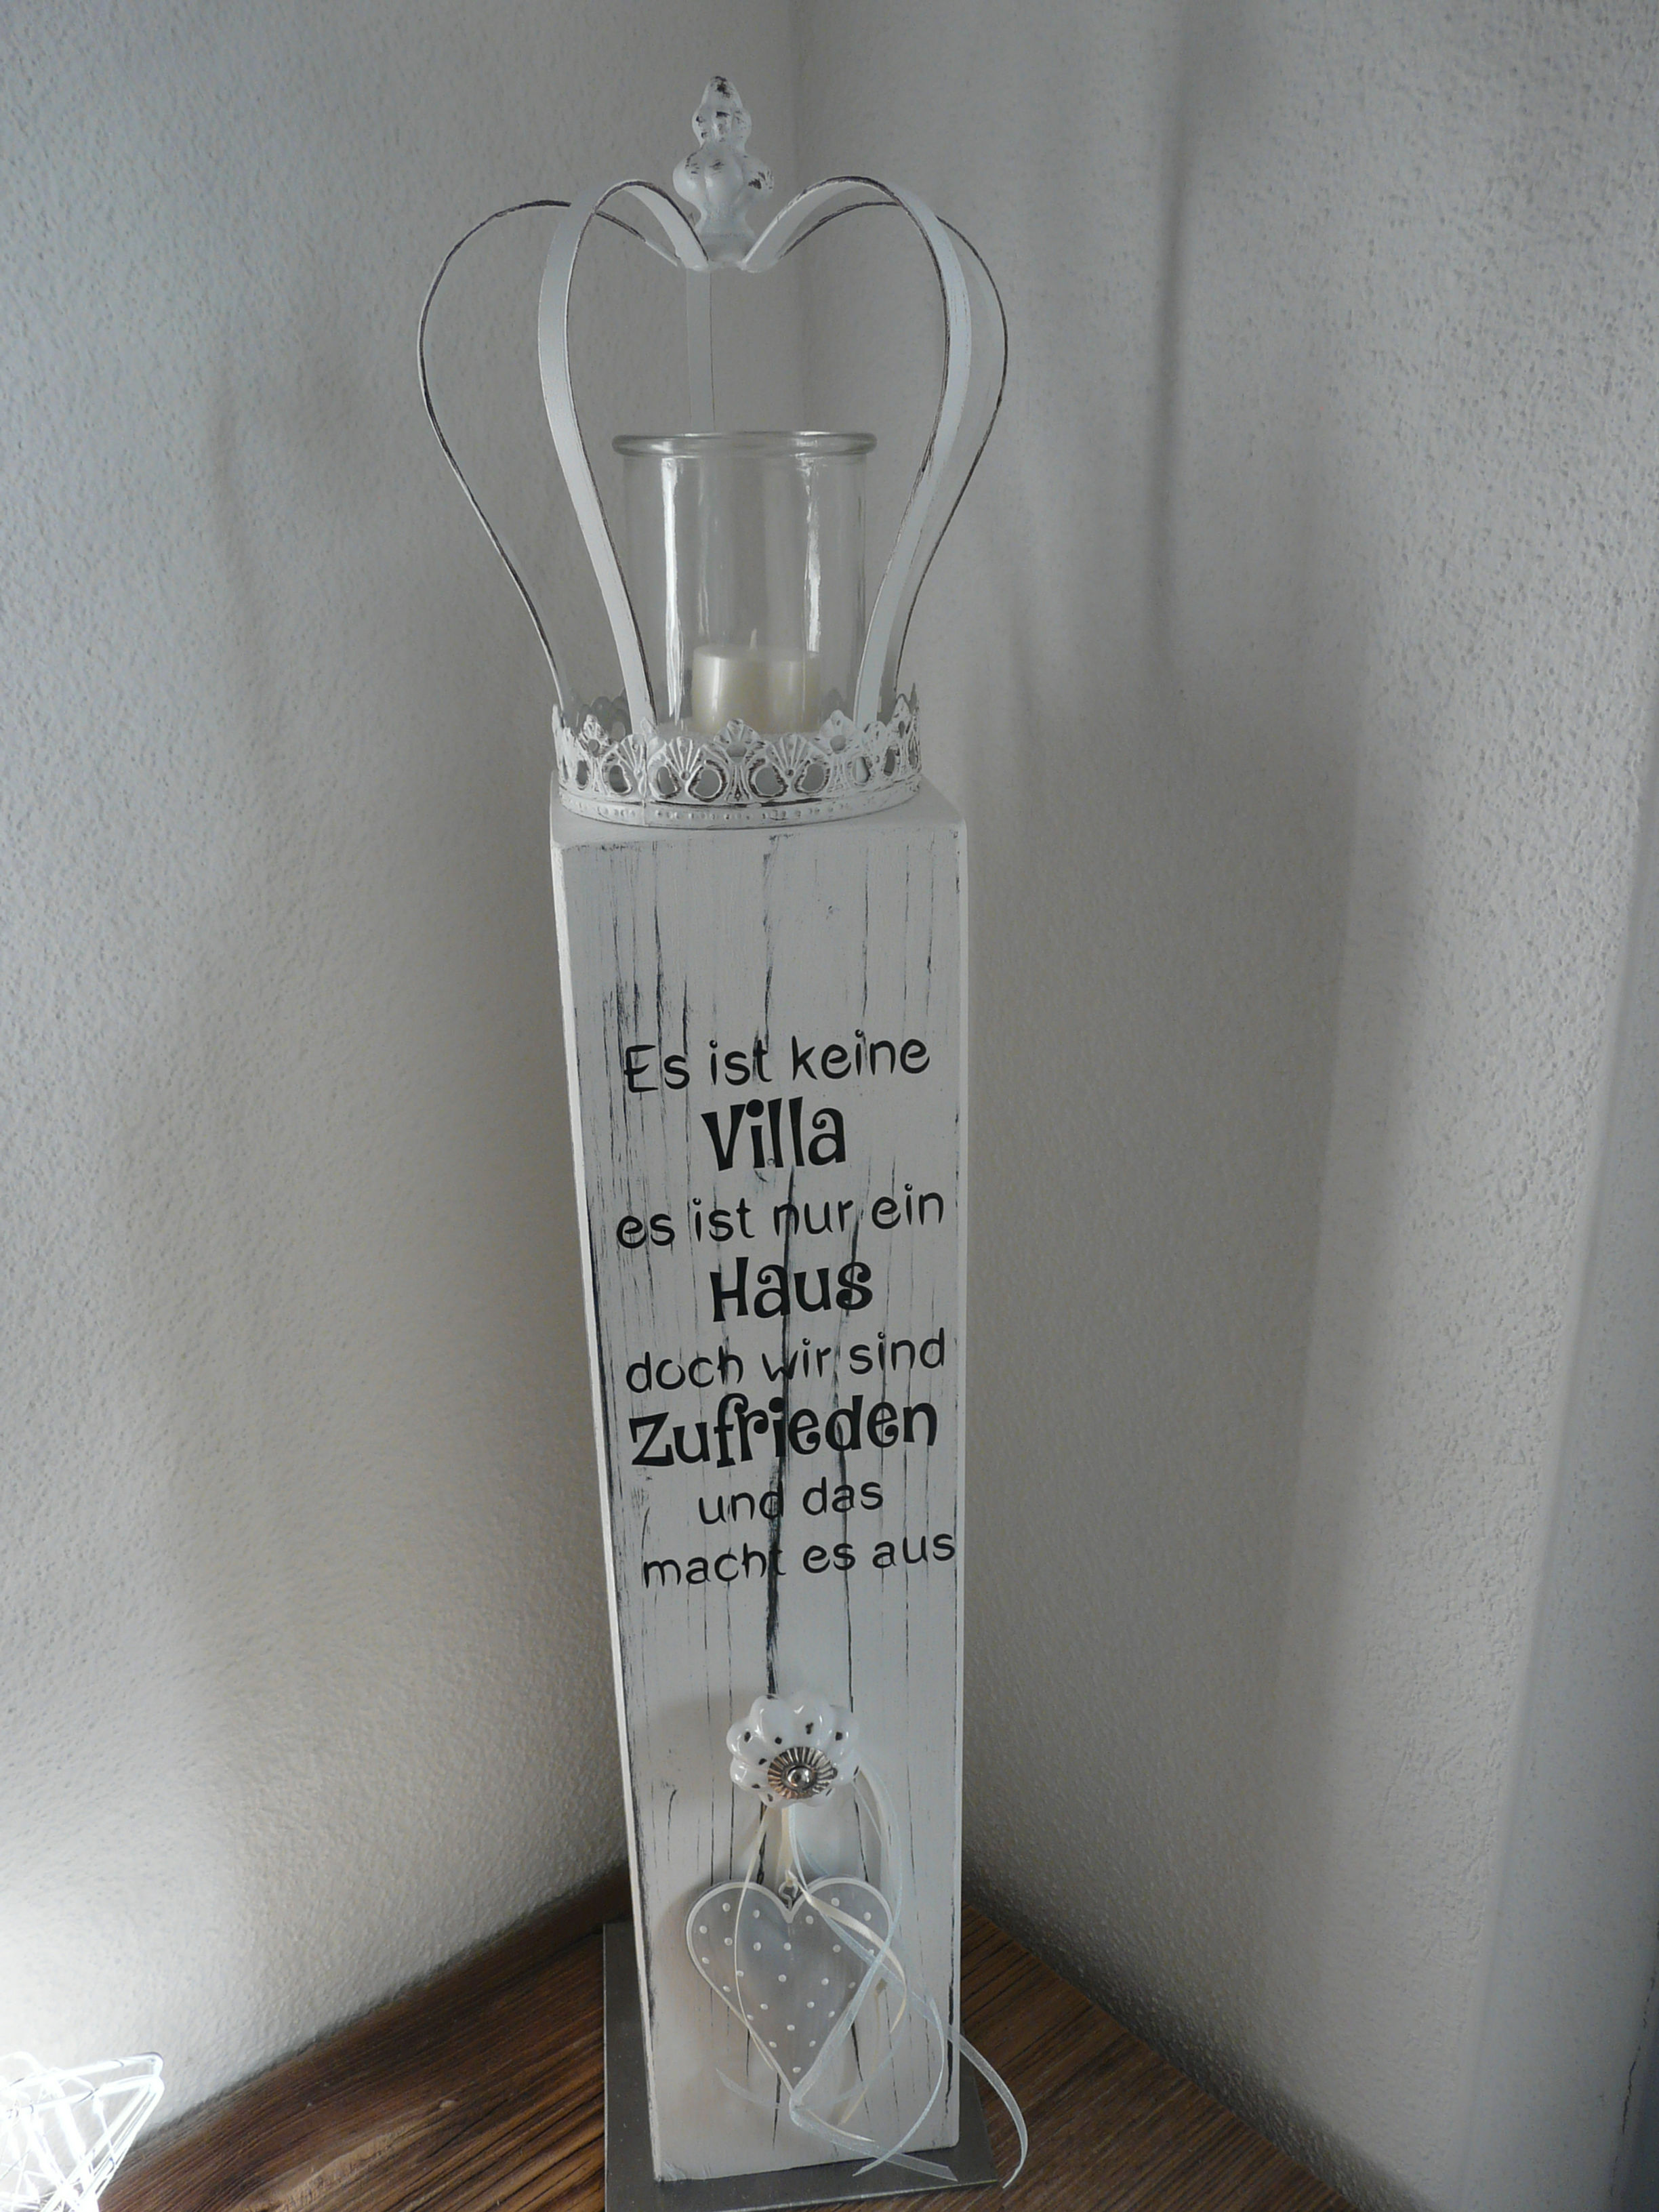 Es ist keine
Villa
es ist nur ein
Haus
doch wir sind
Zufrieden
und das
macht es aus